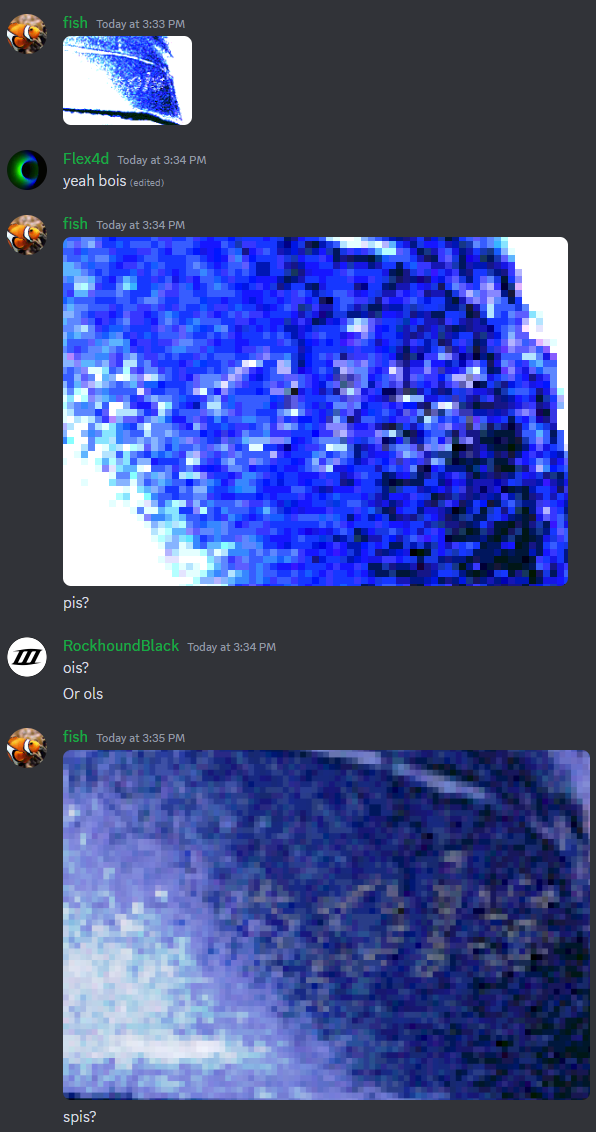 fish Today at 3:33 PM
Flex4d Today at 3:34 PM
yeah bois (edited)
fish Today at 3:34 PM
pis?
RockhoundBlack Today at 3:34 PM
ois?
Or ols
fish Today at 3:35 PM
spis?